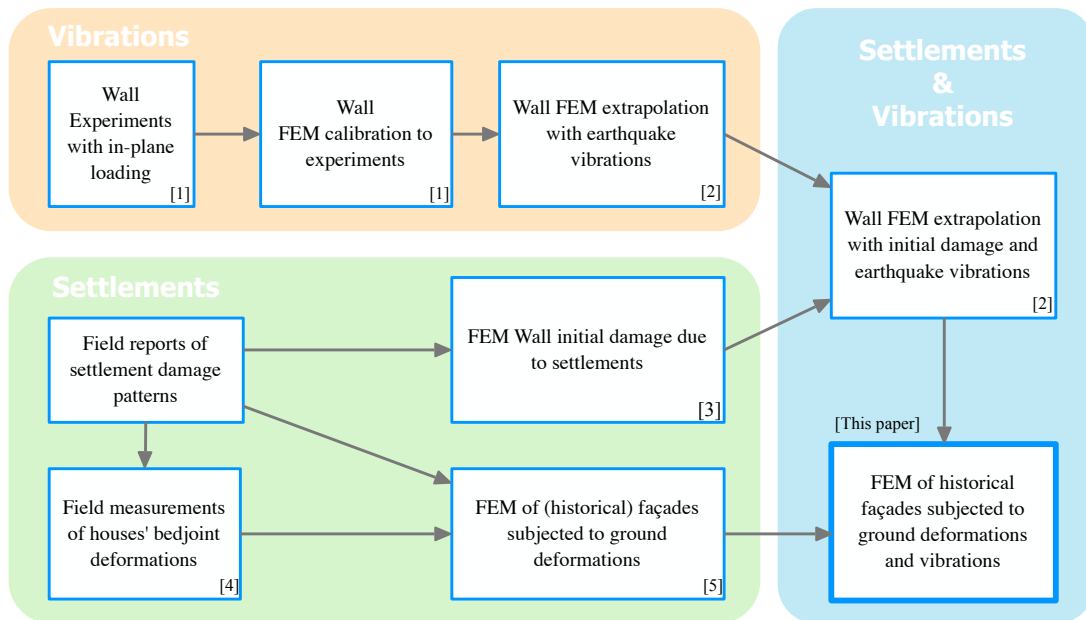 Vibrations
Wall
Experiments
with in-plane
loading
[1]
Wall
FEM calibration to
experiments
[1]
Wall FEM extrapolation
with earthquake
vibrations
[2]
Settlements
&
Vibrations
Wall FEM extrapolation
with initial damage and
earthquake vibrations
[2]
Settlements
Field reports of
settlement damage
patterns
FEM Wall initial damage due
to settlements
[3]
Field measurements
of houses' bedjoint
deformations
[4]
FEM of (historical) façades
subjected to ground
deformations
[5]
[This paper]
FEM of historical
façades subjected to
ground deformations
and vibrations